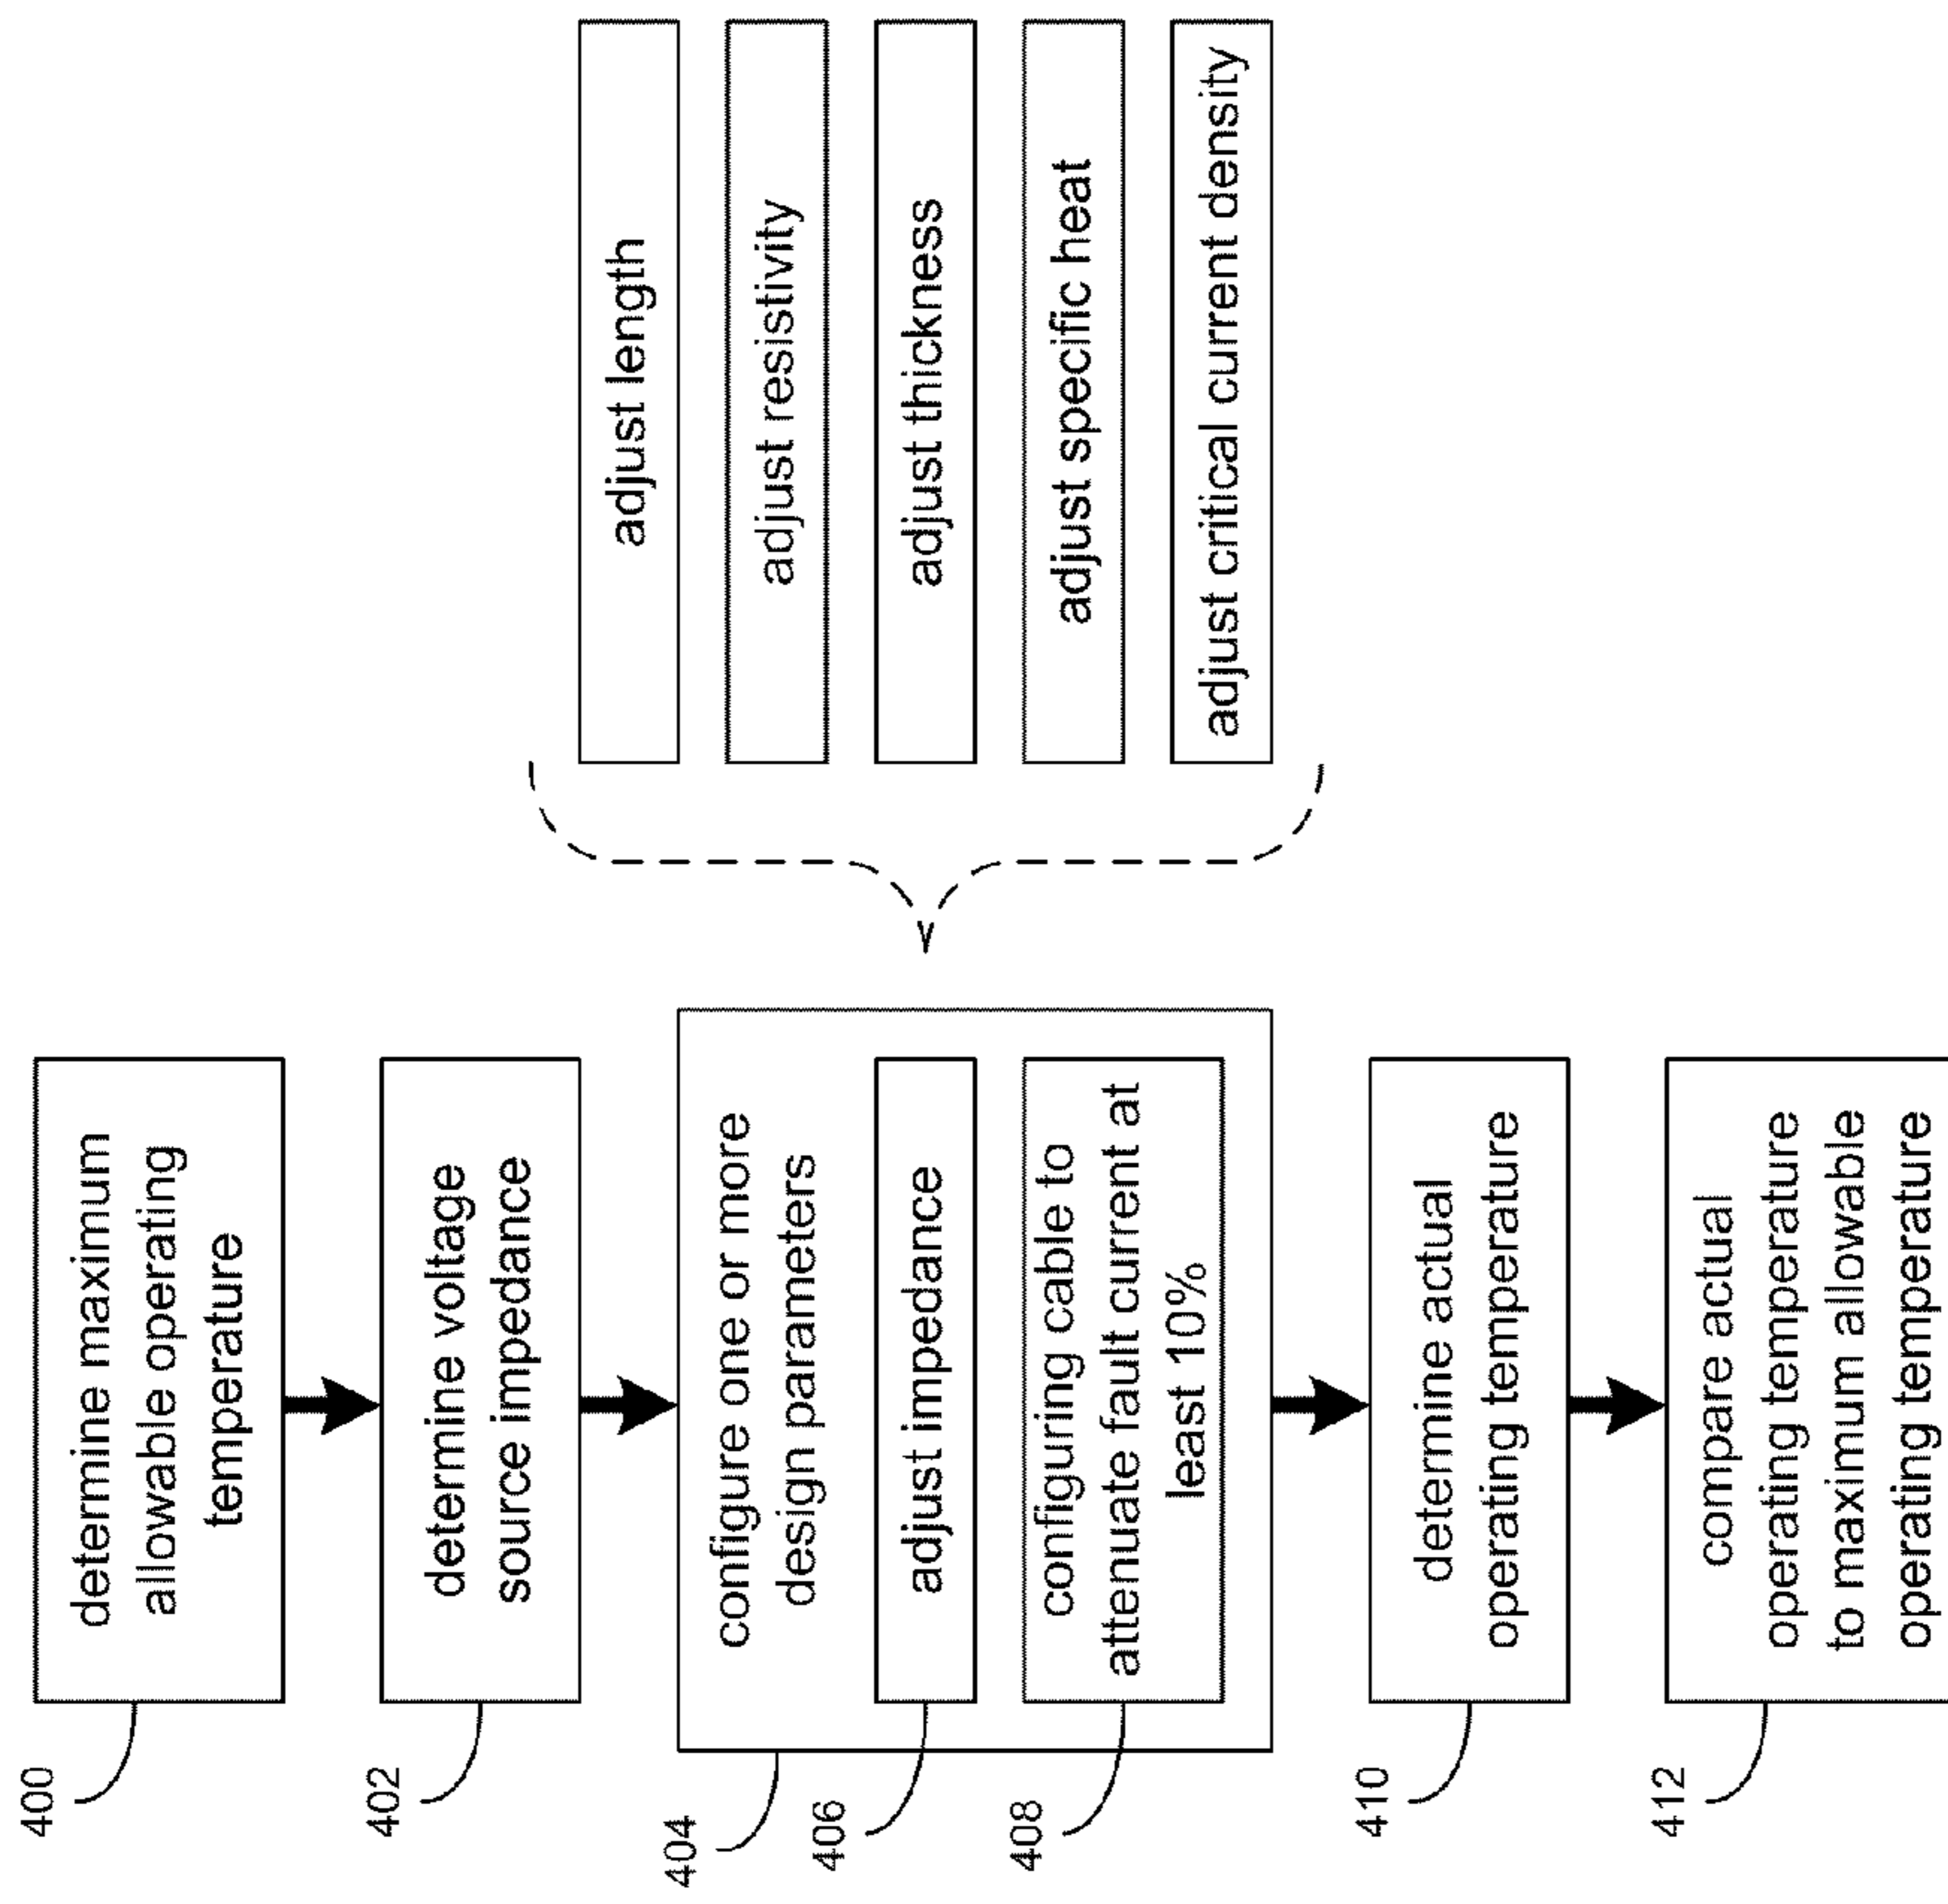 400
determine maximum
allowable operating
temperature
402
determine voltage
source impedance
404
configure one or more
design parameters
406
adjust impedance
408
configuring cable to
attenuate fault current at
least 10%
410
determine actual
operating temperature
412
compare actual
operating temperature
to maximum allowable
operating temperature
adjust length
adjust resistivity
adjust thickness
adjust specific heat
adjust critical current density